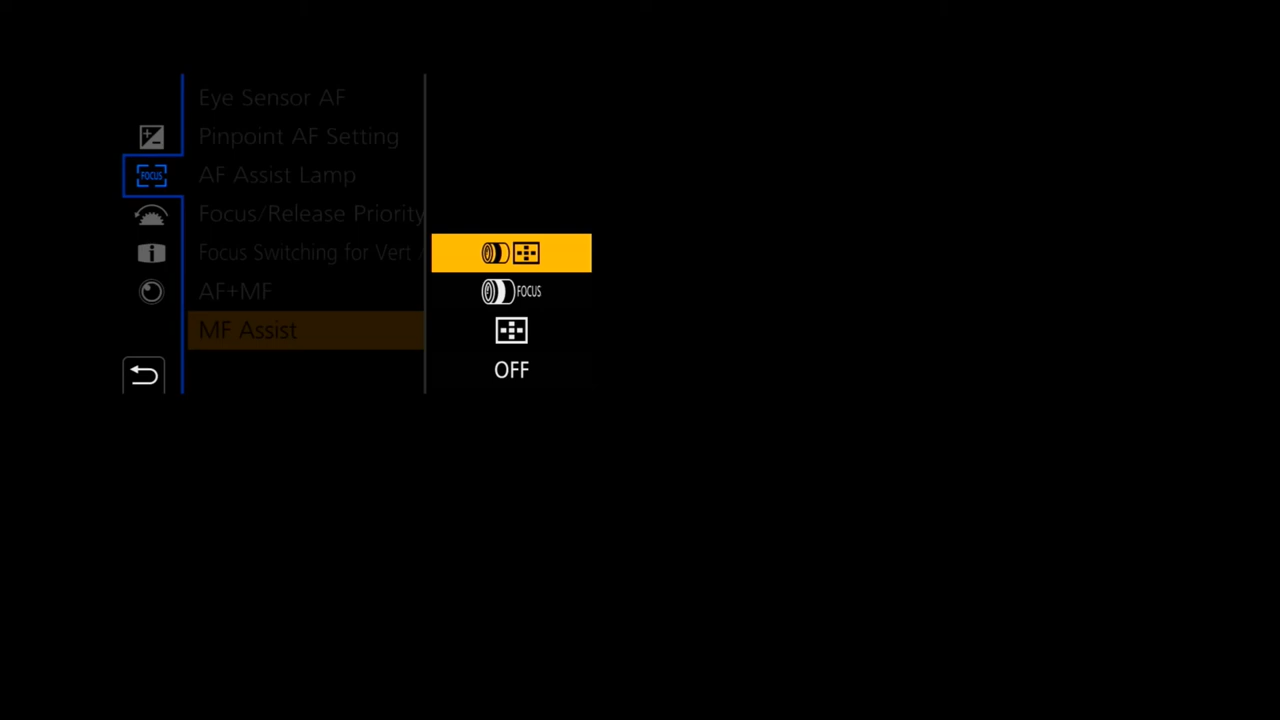 Eye Sensor AF
Pinpoint AF Setting
FOCUS
AF Assist Lamp
Focus/Release Priority
Focus Switching for Vert
AF+MF
FOCUS
MF Assist
OFF